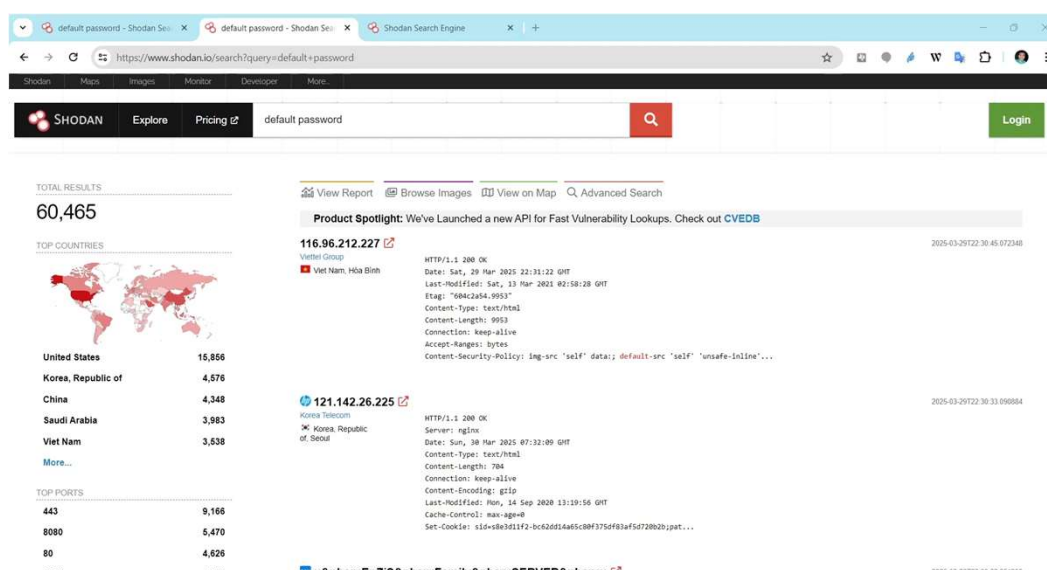 default password - Shodan Sea
default password - Shodan Sea
Shodan Search Engine
https://www.shodan.io/search?query=default+password
Shodan Maps Images Monitor Developer More...
SHODAN Explore Pricing default password Login
TOTAL RESULTS
60,465
TOP COUNTRIES
United States 15,856
Korea, Republic of 4,576
China 4,348
Saudi Arabia 3,983
Viet Nam 3,538
More...
TOP PORTS
443 9,166
8080 5,470
80 4,626
View Report Browse Images View on Map Advanced Search
Product Spotlight: We've Launched a new API for Fast Vulnerability Lookups. Check out CVEDB
116.96.212.227
2025-03-29T22:30:45.072348
Viettel Group
Viet Nam, Hòa Bình
HTTP/1.1 200 OK
Date: Sat, 29 Mar 2025 22:31:22 GMT
Last-Modified: Sat, 13 Mar 2021 02:58:28 GMT
Etag: "604c2a54.9953"
Content-Type: text/html
Content-Length: 9953
Connection: keep-alive
Accept-Ranges: bytes
Content-Security-Policy: img-src 'self' data:; default-src 'self' 'unsafe-inline'...
121.142.26.225
2025-03-29T22:30:33.090884
Korea Telecom
Korea, Republic
of, Seoul
HTTP/1.1 200 OK
Server: nginx
Date: Sun, 30 Mar 2025 07:32:09 GMT
Content-Type: text/html
Content-Length: 704
Connection: keep-alive
Content-Encoding: gzip
Last-Modified: Mon, 14 Sep 2020 13:19:56 GMT
Cache-Control: max-age=0
Set-Cookie: sid=s8e3d11f2-bc62dd14a65c80f375df83af5d720b2b;pat...